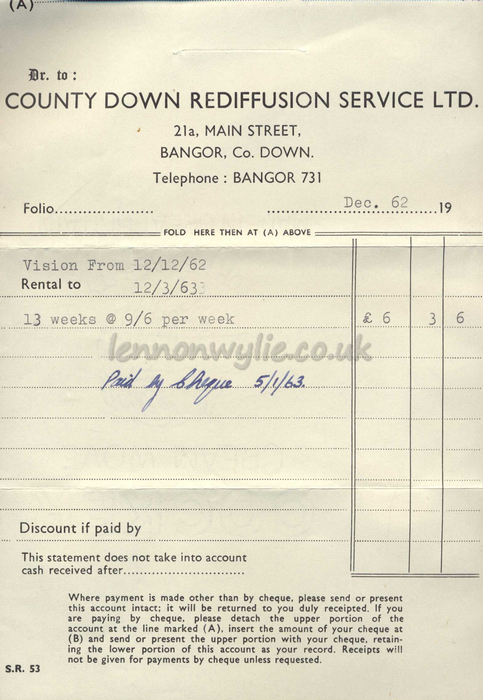 (A)
Dr. to :
COUNTY DOWN REDIFFUSION SERVICE LTD.
21a, MAIN STREET,
BANGOR, Co. DOWN.
Telephone : BANGOR 731
Folio.................... ....................Dec. 62.......19
FOLD HERE THEN AT (A) ABOVE
Vision From 12/12/62
Rental to 12/3/63
13 weeks @ 9/6 per week £ 6 3 6
lennonwylie.co.uk
Paid by Cheque 5/1/63.
Discount if paid by
This statement does not take into account
cash received after............................
Where payment is made other than by cheque, please send or present
this account intact; it will be returned to you duly receipted. If you
are paying by cheque, please detach the upper portion of the
account at the line marked (A), insert the amount of your cheque at
(B) and send or present the upper portion with your cheque, retain-
ing the lower portion of this account as your record. Receipts will
not be given for payments by cheque unless requested.
S.R. 53